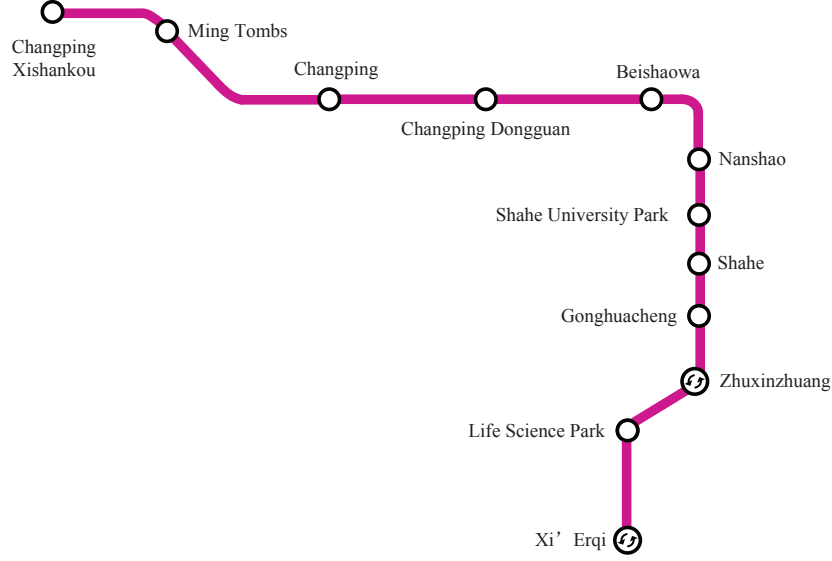 Changping
Xishankou
Ming Tombs
Changping
Changping Dongguan
Beishaowa
Nanshao
Shahe University Park
Shahe
Gonghuacheng
Zhuxinzhuang
Life Science Park
Xi’ Erqi